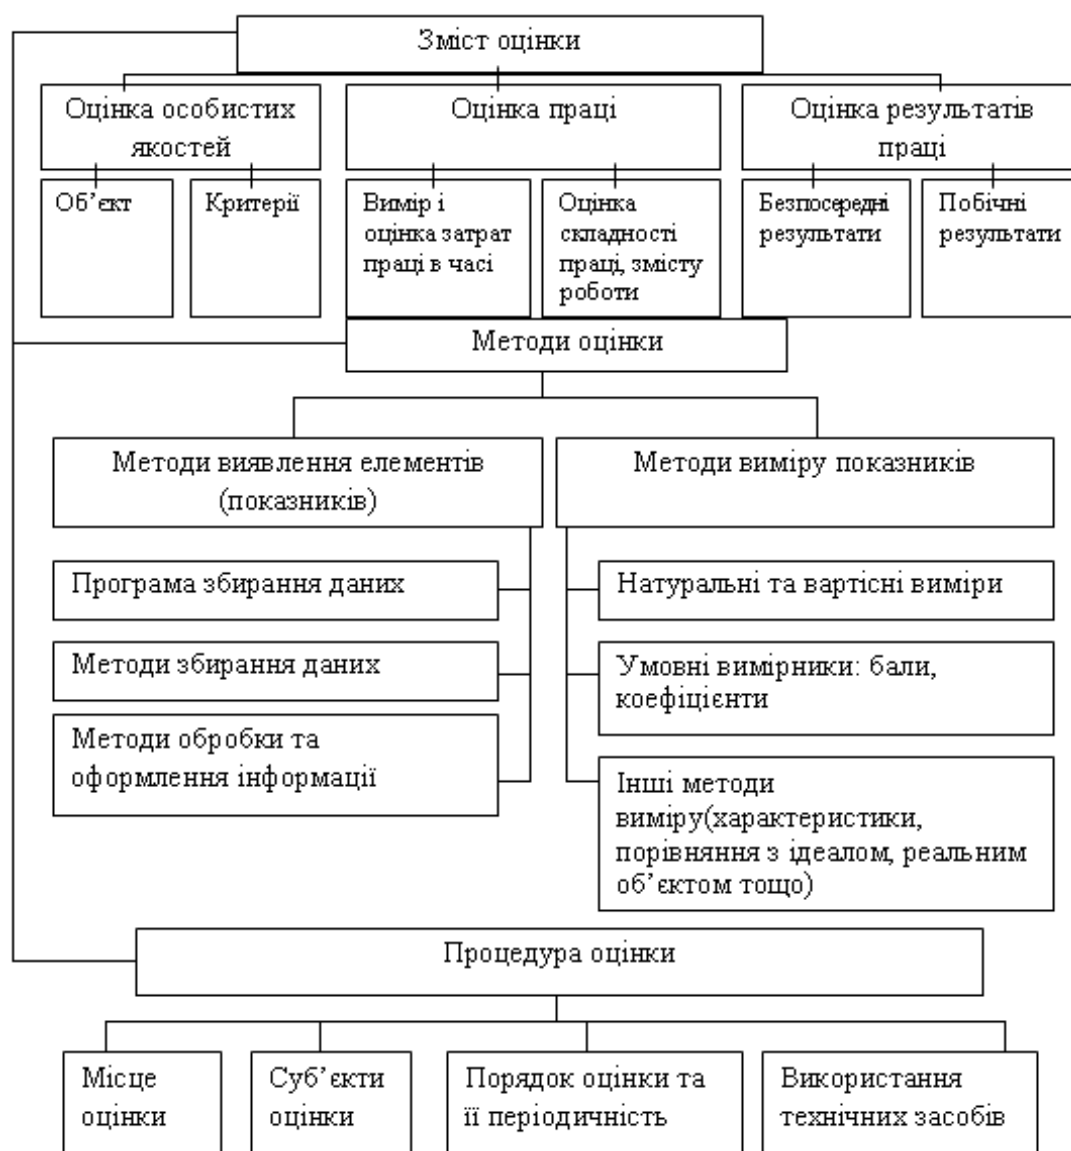 Зміст оцінки
Оцінка особистих
якостей
Оцінка праці
Оцінка результатів
праці
Об’єкт
Критерії
Вимір і
оцінка затрат
праці в часі
Оцінка
складності
праці, змісту
роботи
Безпосередні
результати
Побічні
результати
Методи оцінки
Методи виявлення елементів
(показників)
Методи виміру показників
Програма збирання даних
Методи збирання даних
Методи обробки та
оформлення інформації
Натуральні та вартісні виміри
Умовні вимірники: бали,
коефіцієнти
Інші методи
виміру(характеристики,
порівняння з ідеалом, реальним
об’єктом тощо)
Процедура оцінки
Місце
оцінки
Суб’єкти
оцінки
Порядок оцінки та
її періодичність
Використання
технічних засобів